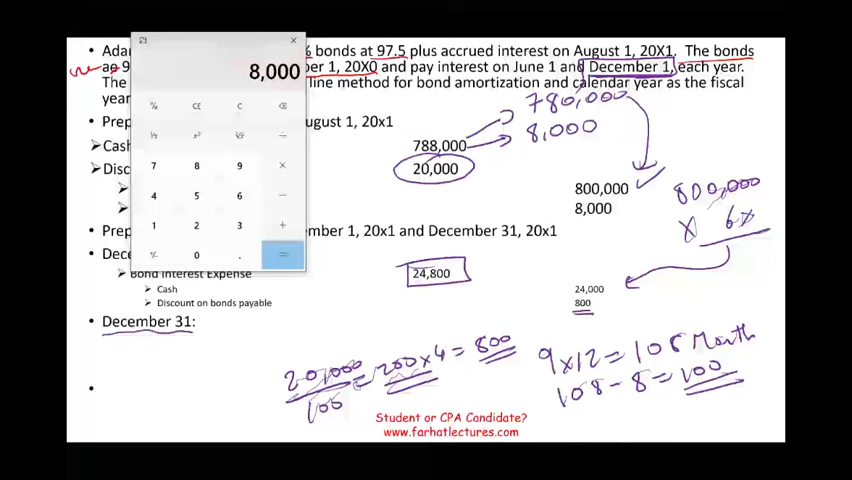 Adar % bonds at 97.5 plus accrued interest on August 1, 20X1. The bonds
ae 9 ber 1, 20X0 and pay interest on June 1 and December 1, each year.
The line method for bond amortization and calendar year as the fiscal
year
Prep August 1, 20x1
Cash 788,000
Disc 20,000
800,000
8,000
Prep ember 1, 20x1 and December 31, 20x1
Dece
Bond Interest Expense 24,800
Cash 24,000
Discount on bonds payable 800
December 31:
8,000
% CE C
7 8 9 ×
4 5 6 −
1 2 3 +
+/- 0 . =
780,000
8,000
800,000
X 6%
20,000
100
= 200 x 4 = 800
9 x 12 = 108 Month
108 - 8 = 100
Student or CPA Candidate?
www.farhatlectures.com